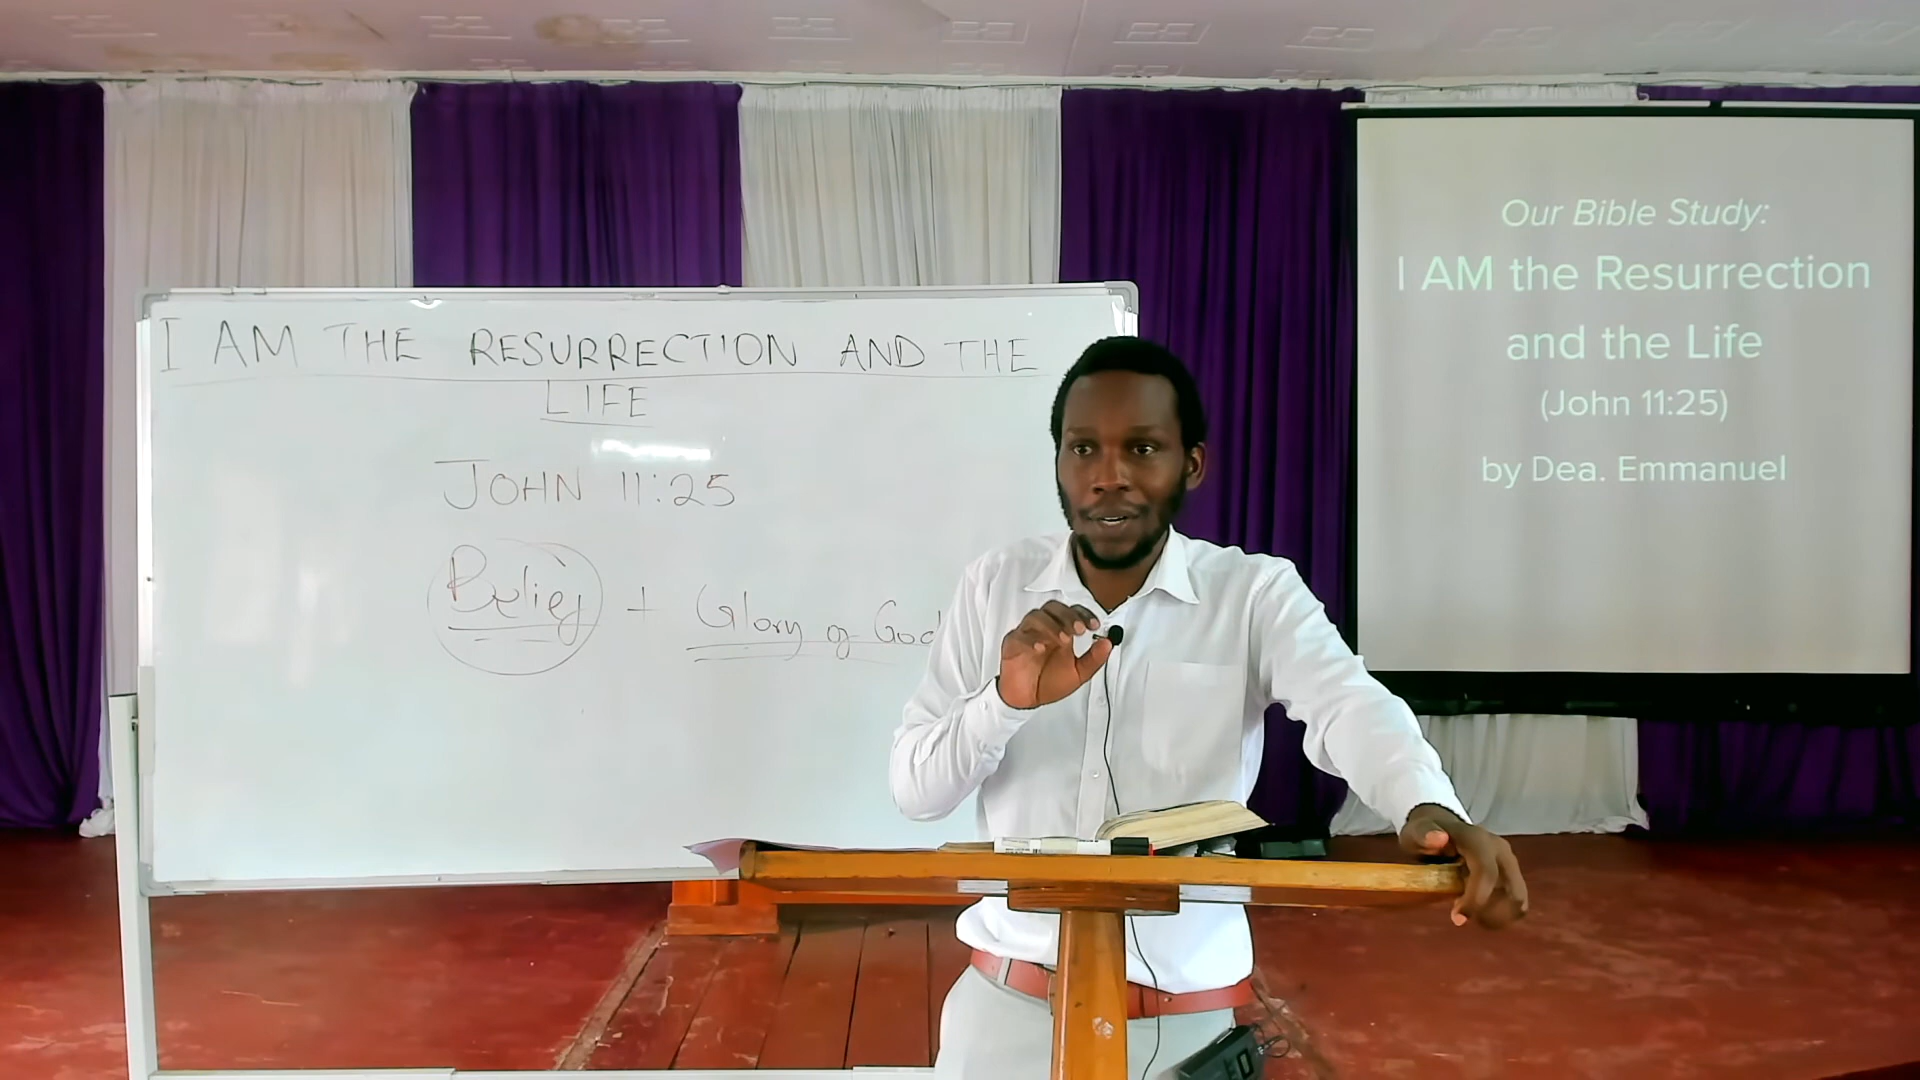 I AM THE RESURRECTION AND THE
LIFE
JOHN 11:25
Belief + Glory of God
Our Bible Study:
I AM the Resurrection
and the Life
(John 11:25)
by Dea. Emmanuel